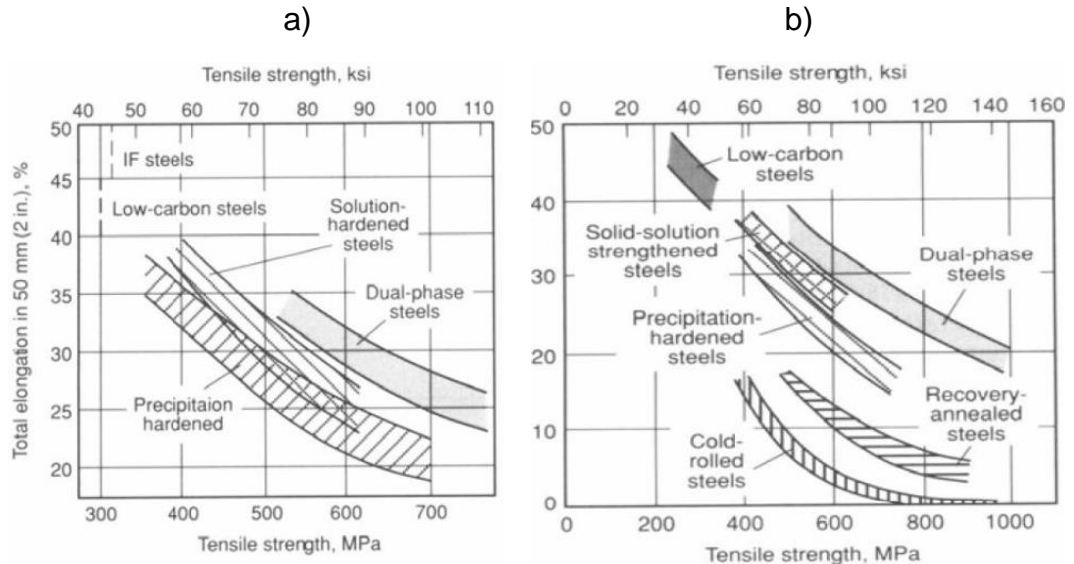 a)
Tensile strength, ksi
40 50 60 70 80 90 100 110
50
45
40
35
30
25
20
Total elongation in 50 mm (2 in.), %
IF steels
Low-carbon steels
Solution-
hardened
steels
Dual-phase
steels
Precipitaion
hardened
300 400 500 600 700
Tensile strength, MPa
b)
Tensile strength, ksi
0 20 40 60 80 100 120 140 160
50
40
30
20
10
0
Low-carbon
steels
Solid-solution
strengthened
steels
Dual-phase
steels
Precipitation-
hardened
steels
Recovery-
annealed
steels
Cold-
rolled
steels
0 200 400 600 800 1000
Tensile strength, MPa